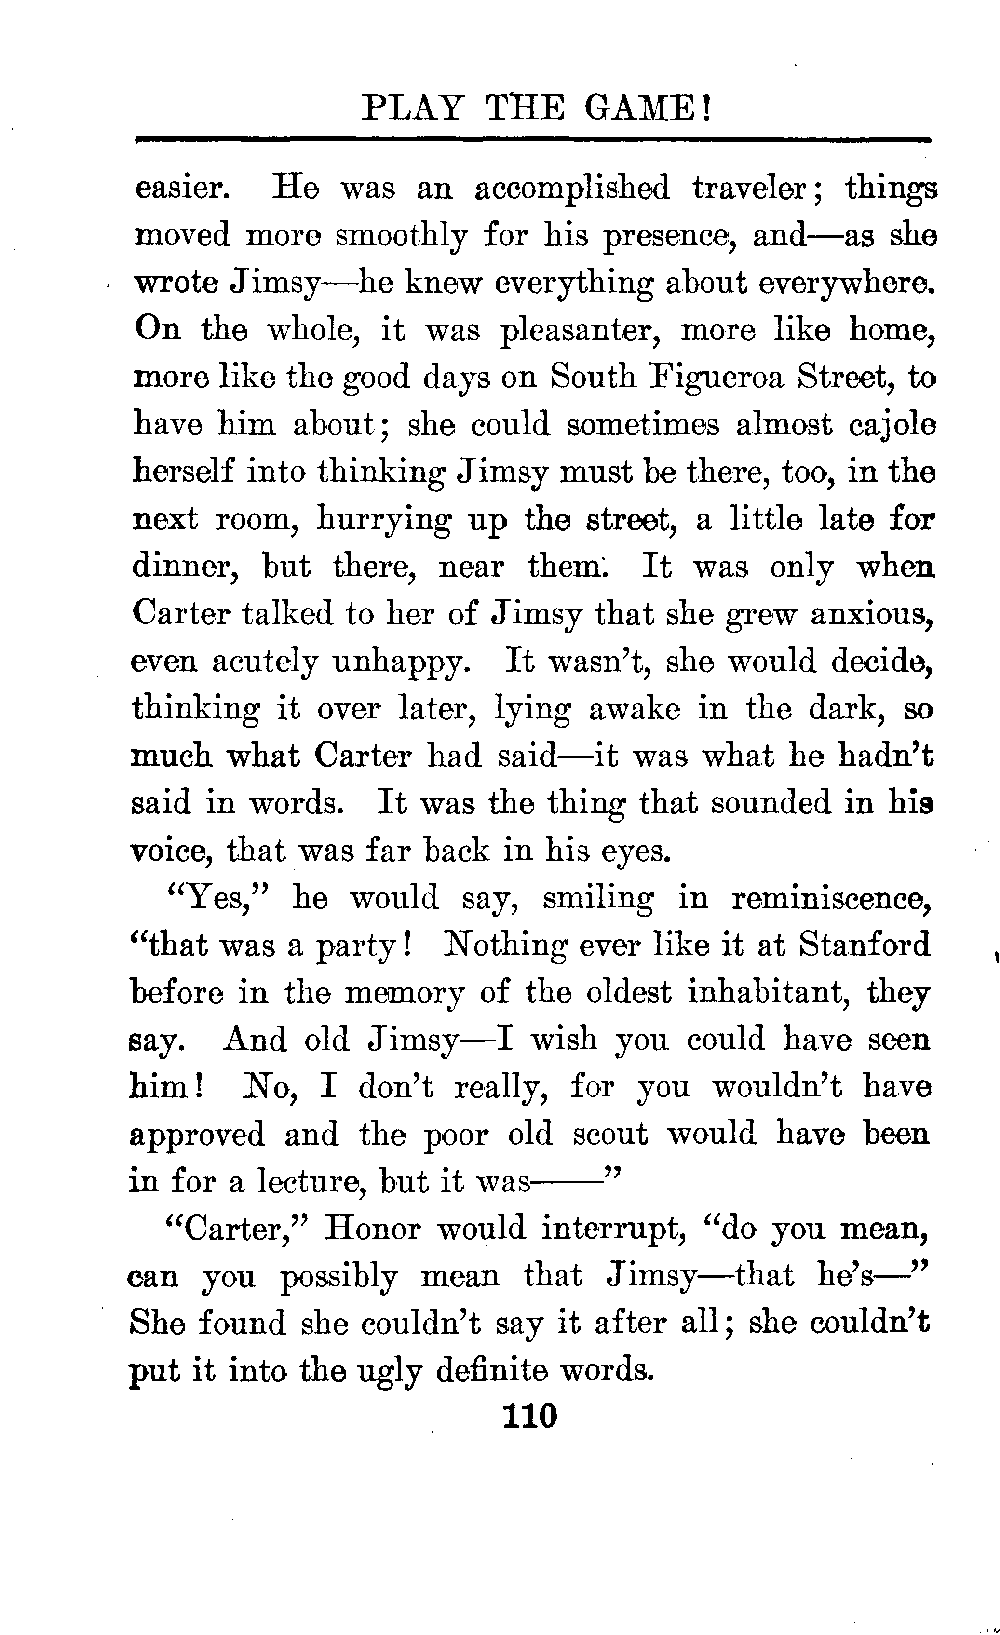 PLAY THE GAME!
easier. He was an accomplished traveler; things
moved more smoothly for his presence, and—as she
wrote Jimsy—he knew everything about everywhere.
On the whole, it was pleasanter, more like home,
more like the good days on South Figueroa Street, to
have him about; she could sometimes almost cajole
herself into thinking Jimsy must be there, too, in the
next room, hurrying up the street, a little late for
dinner, but there, near them. It was only when
Carter talked to her of Jimsy that she grew anxious,
even acutely unhappy. It wasn't, she would decide,
thinking it over later, lying awake in the dark, so
much what Carter had said—it was what he hadn't
said in words. It was the thing that sounded in his
voice, that was far back in his eyes.
"Yes," he would say, smiling in reminiscence,
"that was a party! Nothing ever like it at Stanford
before in the memory of the oldest inhabitant, they
say. And old Jimsy—I wish you could have seen
him! No, I don't really, for you wouldn't have
approved and the poor old scout would have been
in for a lecture, but it was——"
"Carter," Honor would interrupt, "do you mean,
can you possibly mean that Jimsy—that he's—"
She found she couldn't say it after all; she couldn't
put it into the ugly definite words.
110